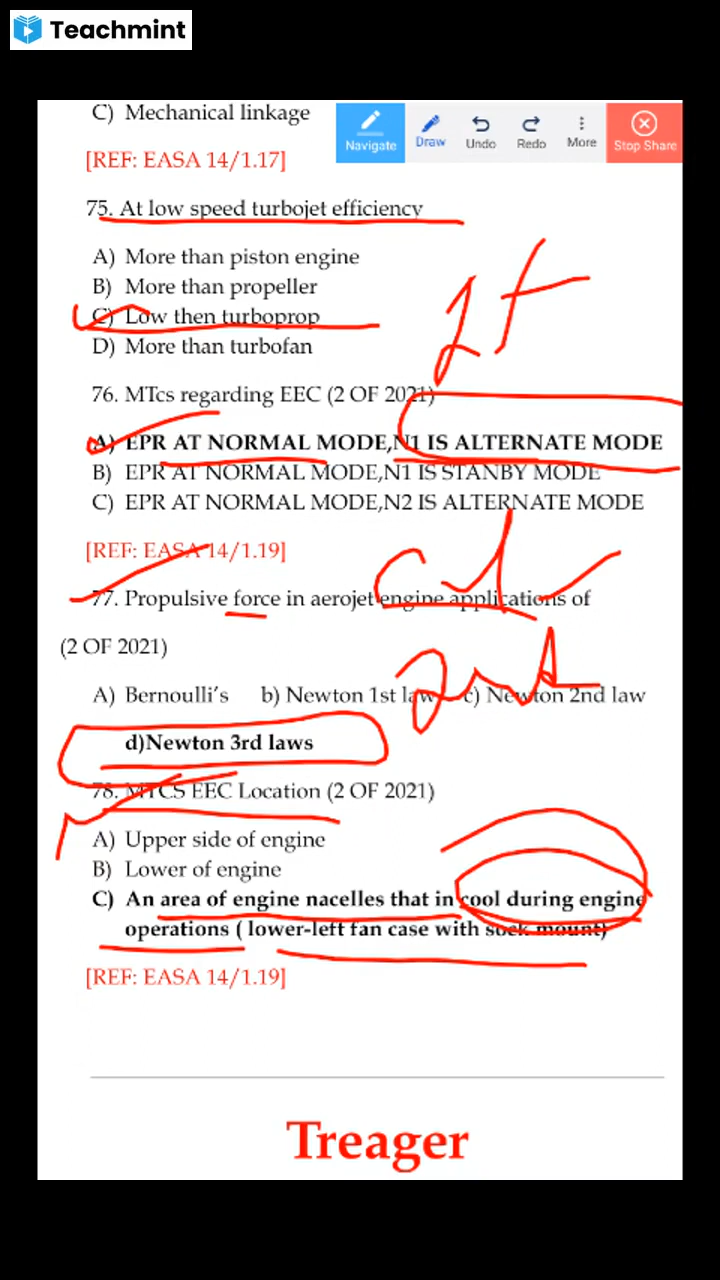 Teachmint
C) Mechanical linkage
Navigate
Draw
Undo
Redo
More
Stop Share
[REF: EASA 14/1.17]
75. At low speed turbojet efficiency
A) More than piston engine
B) More than propeller
C) Low then turboprop
D) More than turbofan
76. MTcs regarding EEC (2 OF 2021)
A) EPR AT NORMAL MODE,N1 IS ALTERNATE MODE
B) EPR AT NORMAL MODE,N1 IS STANBY MODE
C) EPR AT NORMAL MODE,N2 IS ALTERNATE MODE
[REF: EASA 14/1.19]
77. Propulsive force in aerojet engine applications of
(2 OF 2021)
A) Bernoulli's b) Newton 1st law c) Newton 2nd law
d)Newton 3rd laws
78. MTCS EEC Location (2 OF 2021)
A) Upper side of engine
B) Lower of engine
C) An area of engine nacelles that in cool during engine
operations ( lower-left fan case with sock mount)
[REF: EASA 14/1.19]
Treager